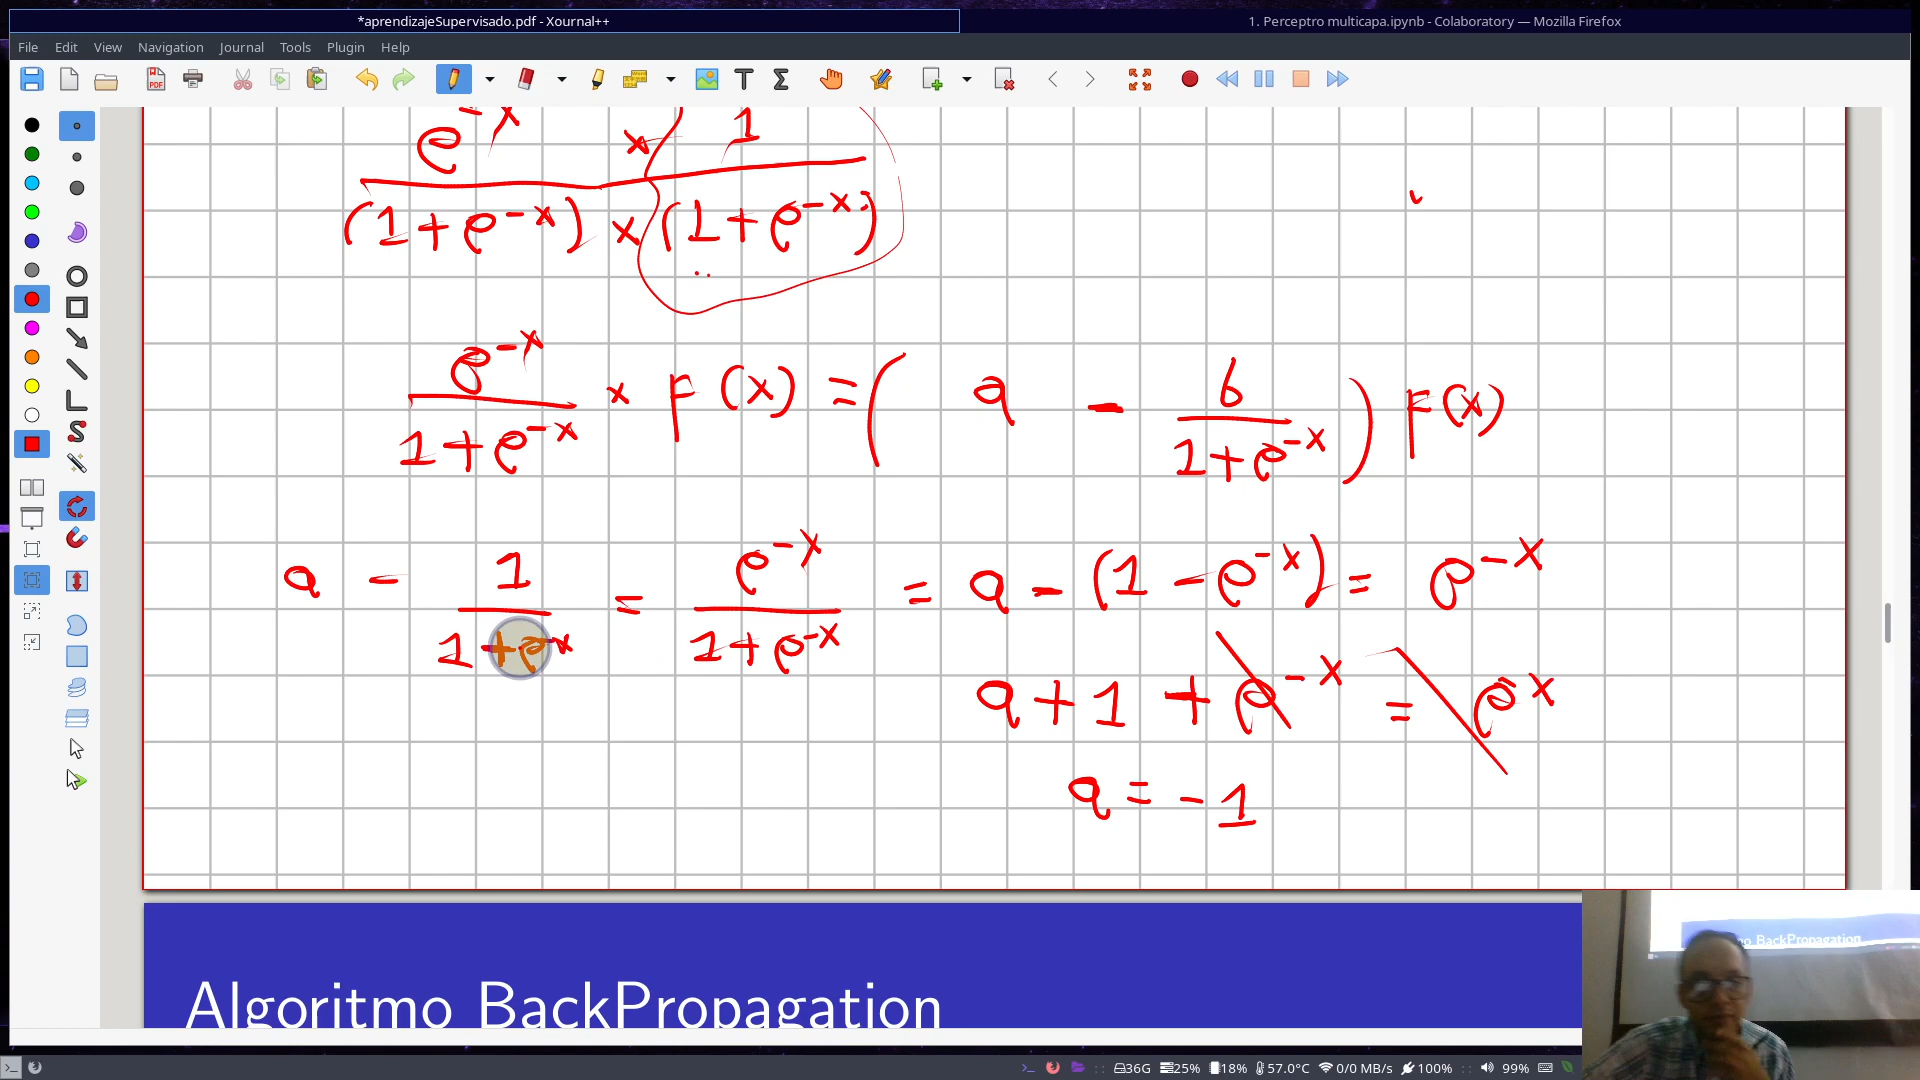 *aprendizajeSupervisado.pdf - Xournal++
1. Perceptro multicapa.ipynb - Colaboratory — Mozilla Firefox
File Edit View Navigation Journal Tools Plugin Help
e^-x × 1
(1+e^-x) × (1+e^-x)
e^-x / 1+e^-x × F(x) = ( a - b / 1+e^-x ) F(x)
a - 1 / 1+e^-x = e^-x / 1+e^-x = a - (1 - e^-x) = e^-x
a + 1 + e^-x = e^-x
a = -1
Algoritmo BackPropagation
mo BackPropagation
36G 25% 18% 57.0°C 0/0 MB/s 100% 99%